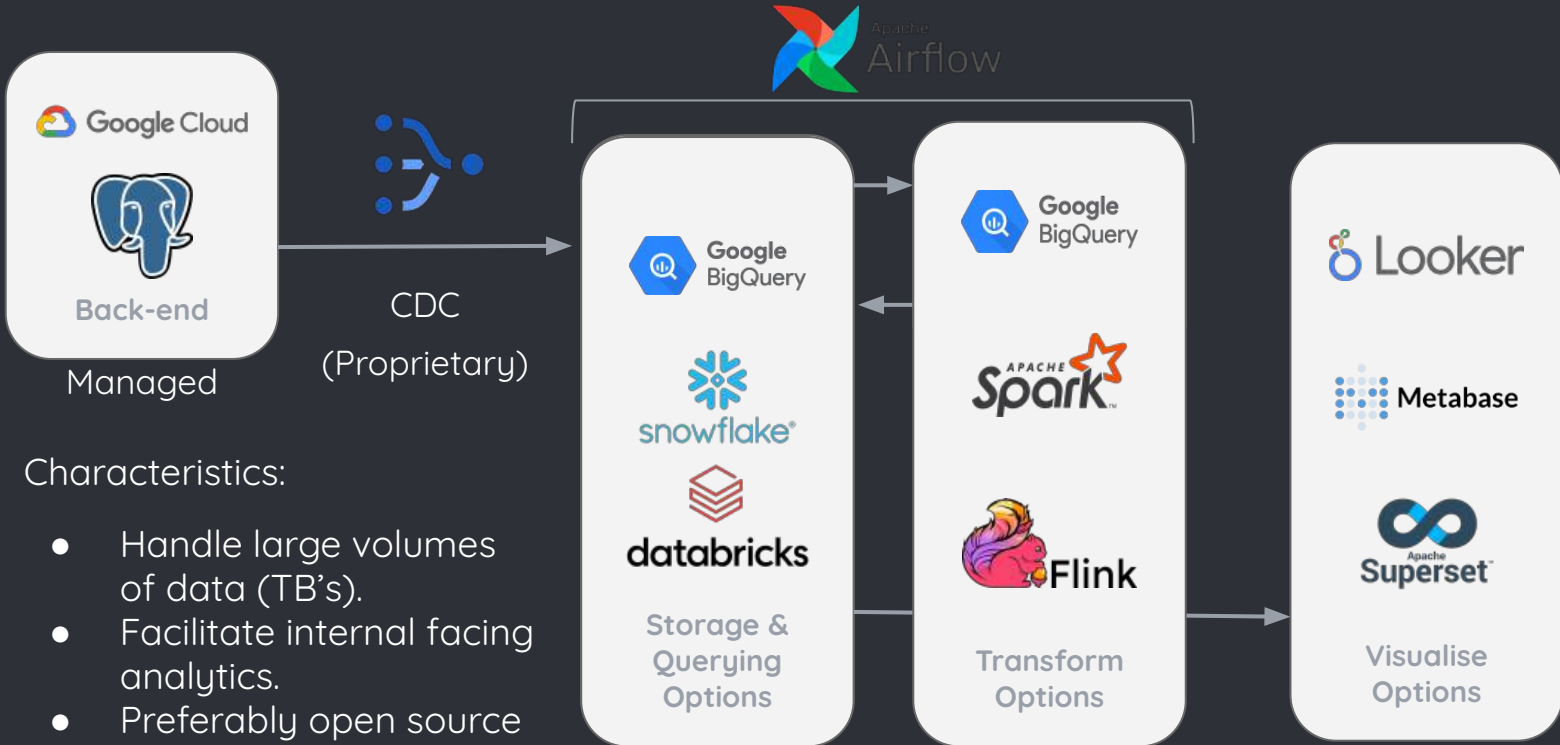 Apache
Airflow
Google Cloud
Back-end
Managed
CDC
(Proprietary)
Characteristics:
● Handle large volumes
of data (TB's).
● Facilitate internal facing
analytics.
● Preferably open source
Google
BigQuery
snowflake®
databricks
Storage &
Querying
Options
Google
BigQuery
APACHE
Spark™
Flink
Transform
Options
Looker
Metabase
Apache
Superset™
Visualise
Options